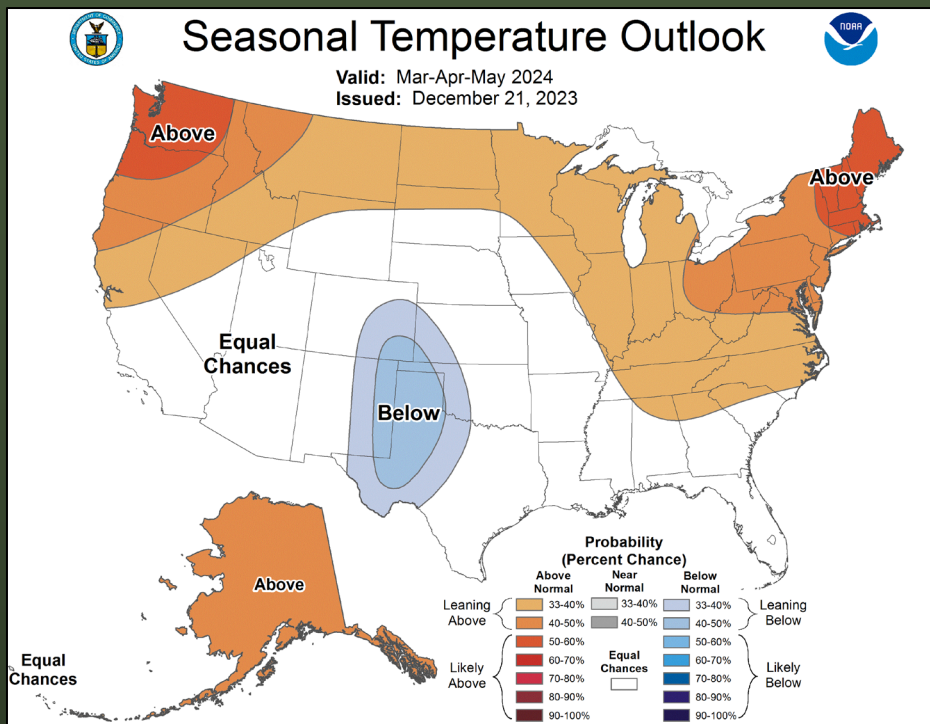 Seasonal Temperature Outlook
NOAA
Valid: Mar-Apr-May 2024
Issued: December 21, 2023
Above
Above
Equal
Chances
Below
Above
Equal
Chances
Probability
(Percent Chance)
Above
Normal
Near
Normal
Below
Normal
Leaning
Above
33-40%
40-50%
33-40%
40-50%
33-40%
40-50%
Leaning
Below
Likely
Above
50-60%
60-70%
70-80%
80-90%
90-100%
Equal
Chances
50-60%
60-70%
70-80%
80-90%
90-100%
Likely
Below